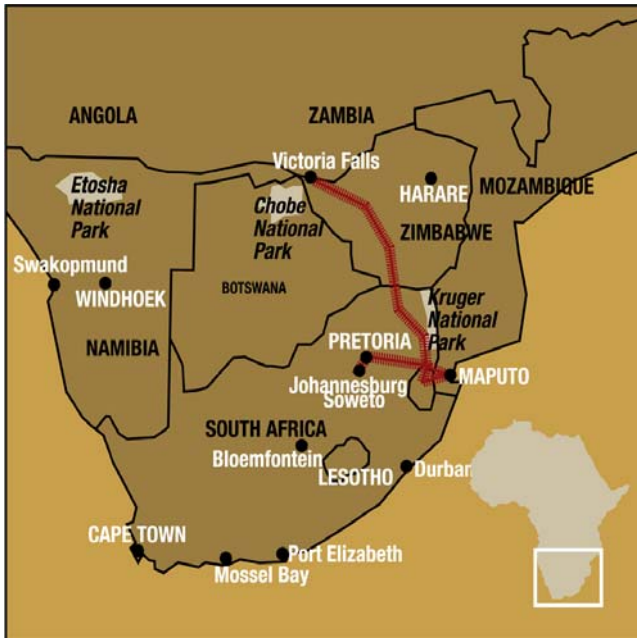 ANGOLA
ZAMBIA
Victoria Falls
Etosha
National
Park
Chobe
National
Park
HARARE
MOZAMBIQUE
ZIMBABWE
Swakopmund
WINDHOEK
BOTSWANA
Kruger
National
Park
NAMIBIA
PRETORIA
Johannesburg
Soweto
MAPUTO
SOUTH AFRICA
Bloemfontein
LESOTHO
Durban
CAPE TOWN
Port Elizabeth
Mossel Bay